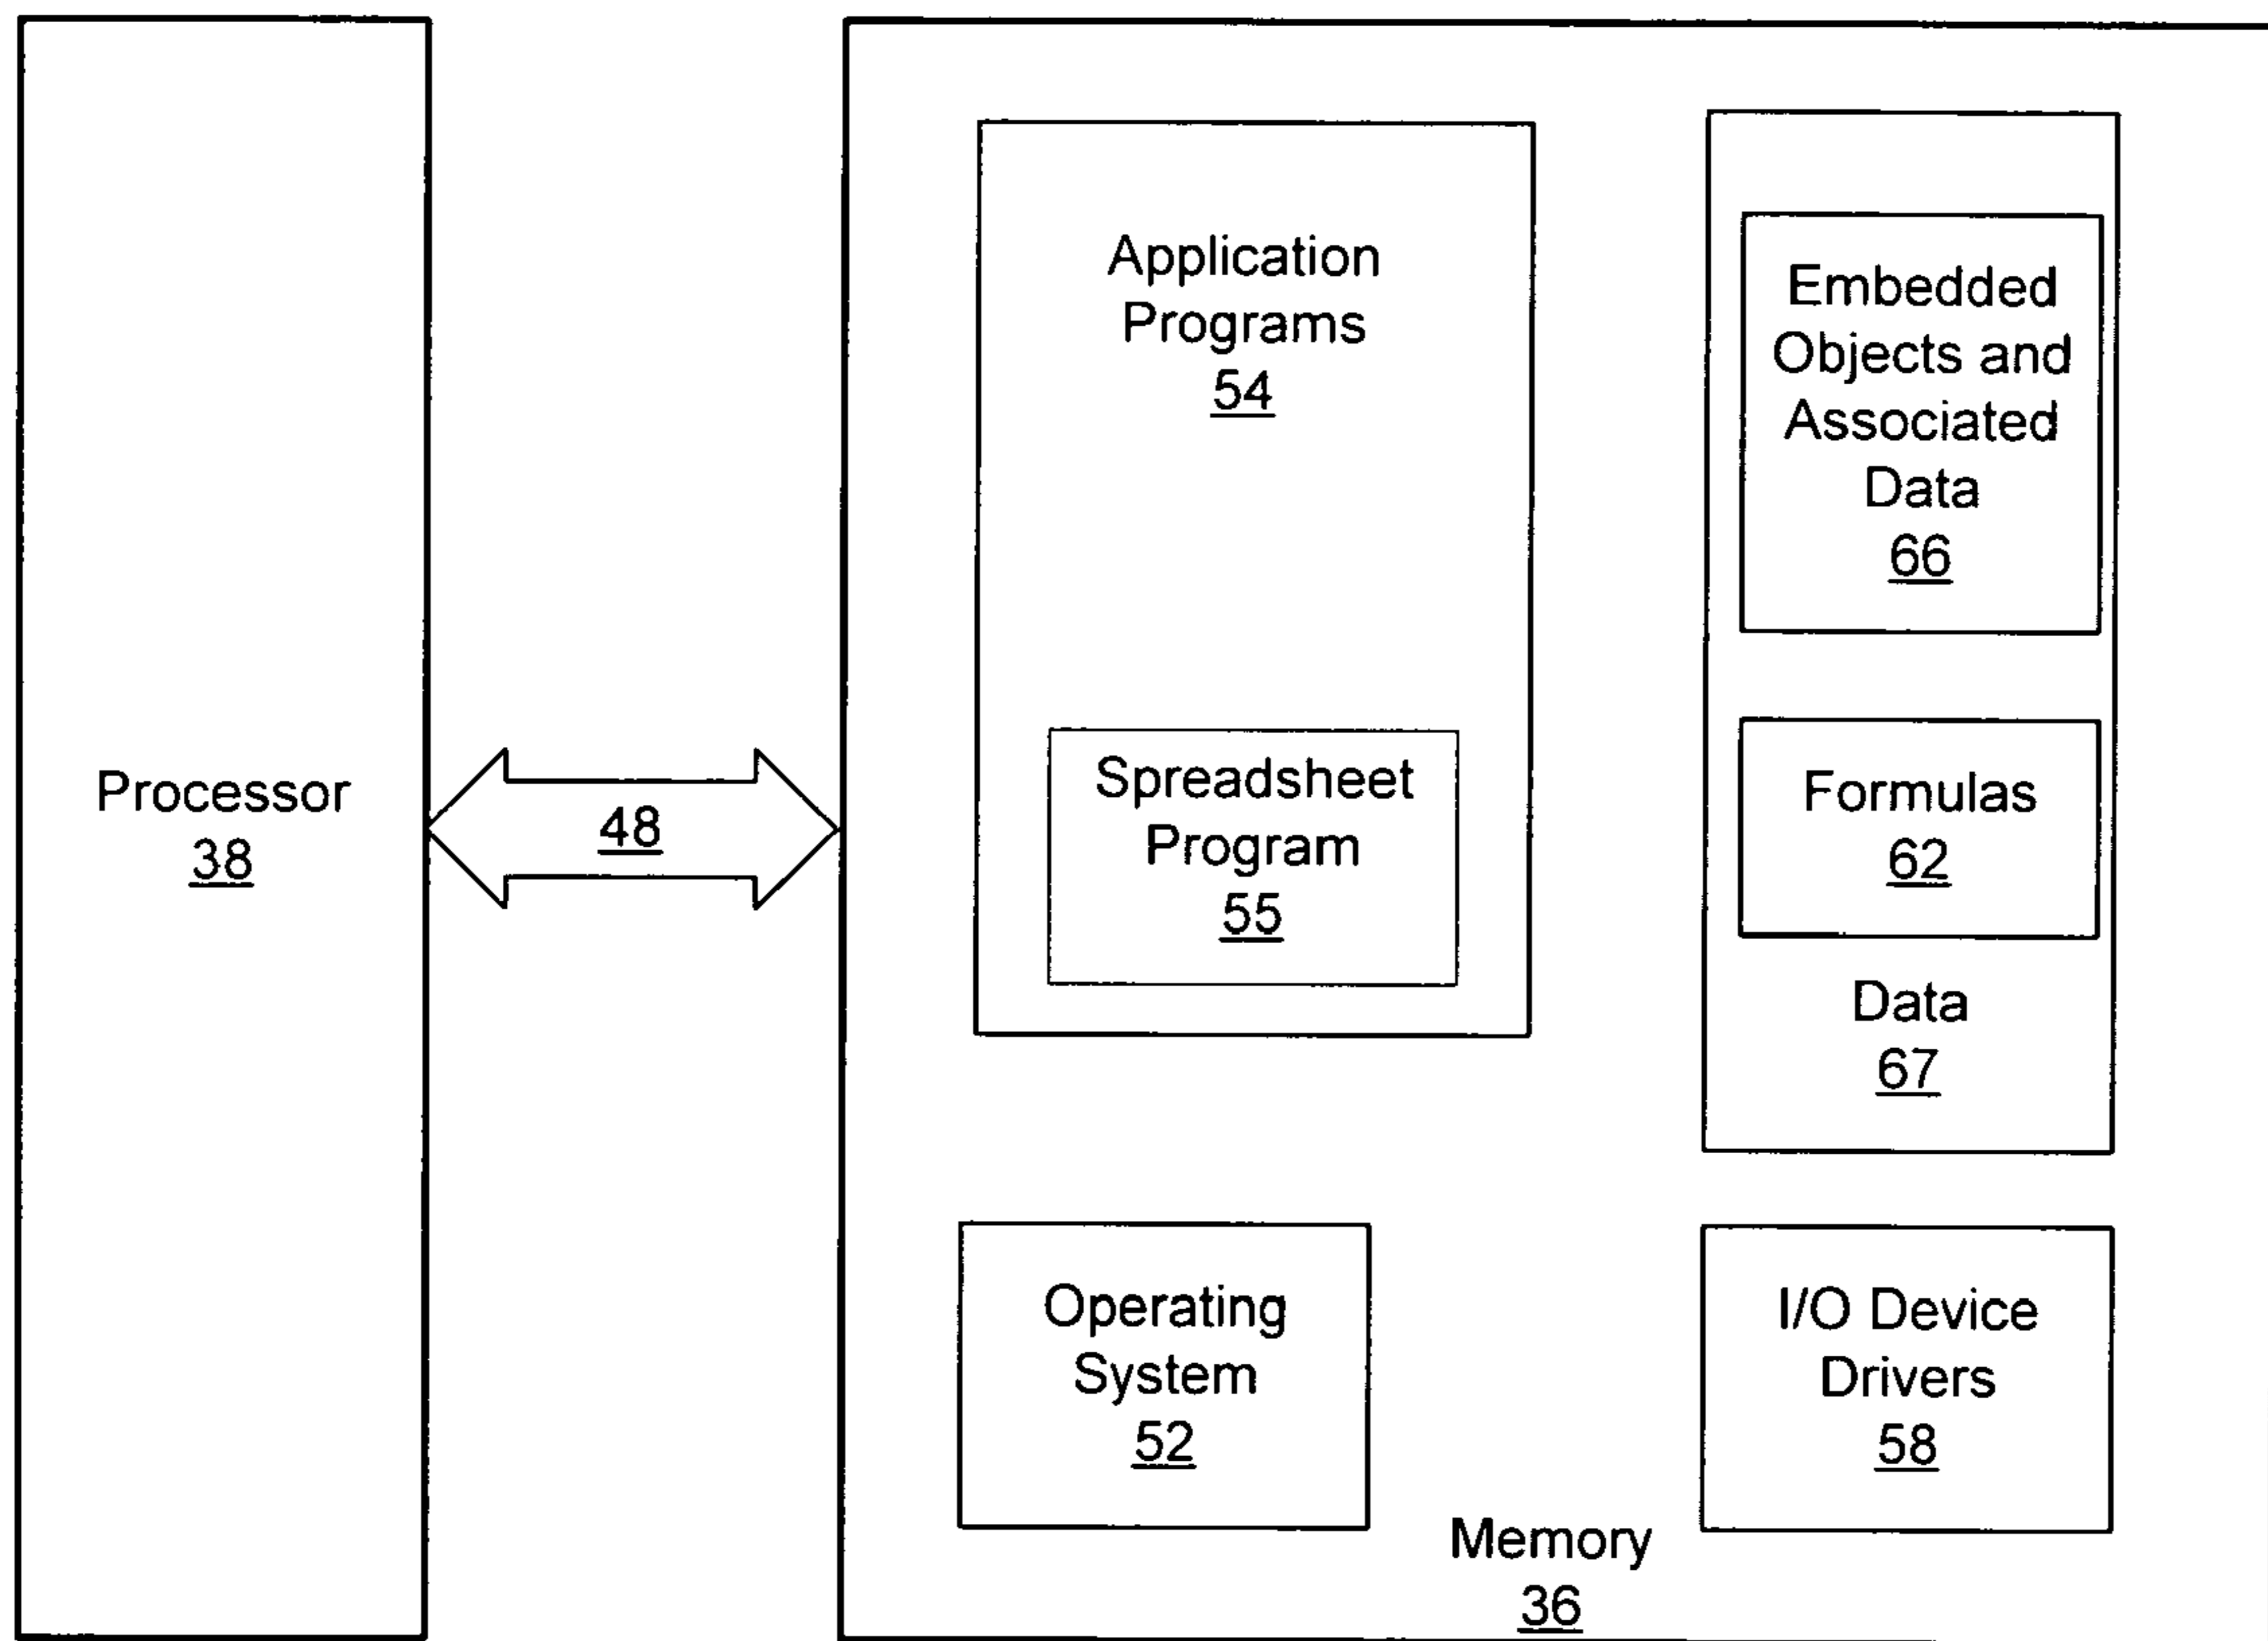 Processor
38
48
Application
Programs
54
Spreadsheet
Program
55
Embedded
Objects and
Associated
Data
66
Formulas
62
Data
67
Operating
System
52
I/O Device
Drivers
58
Memory
36